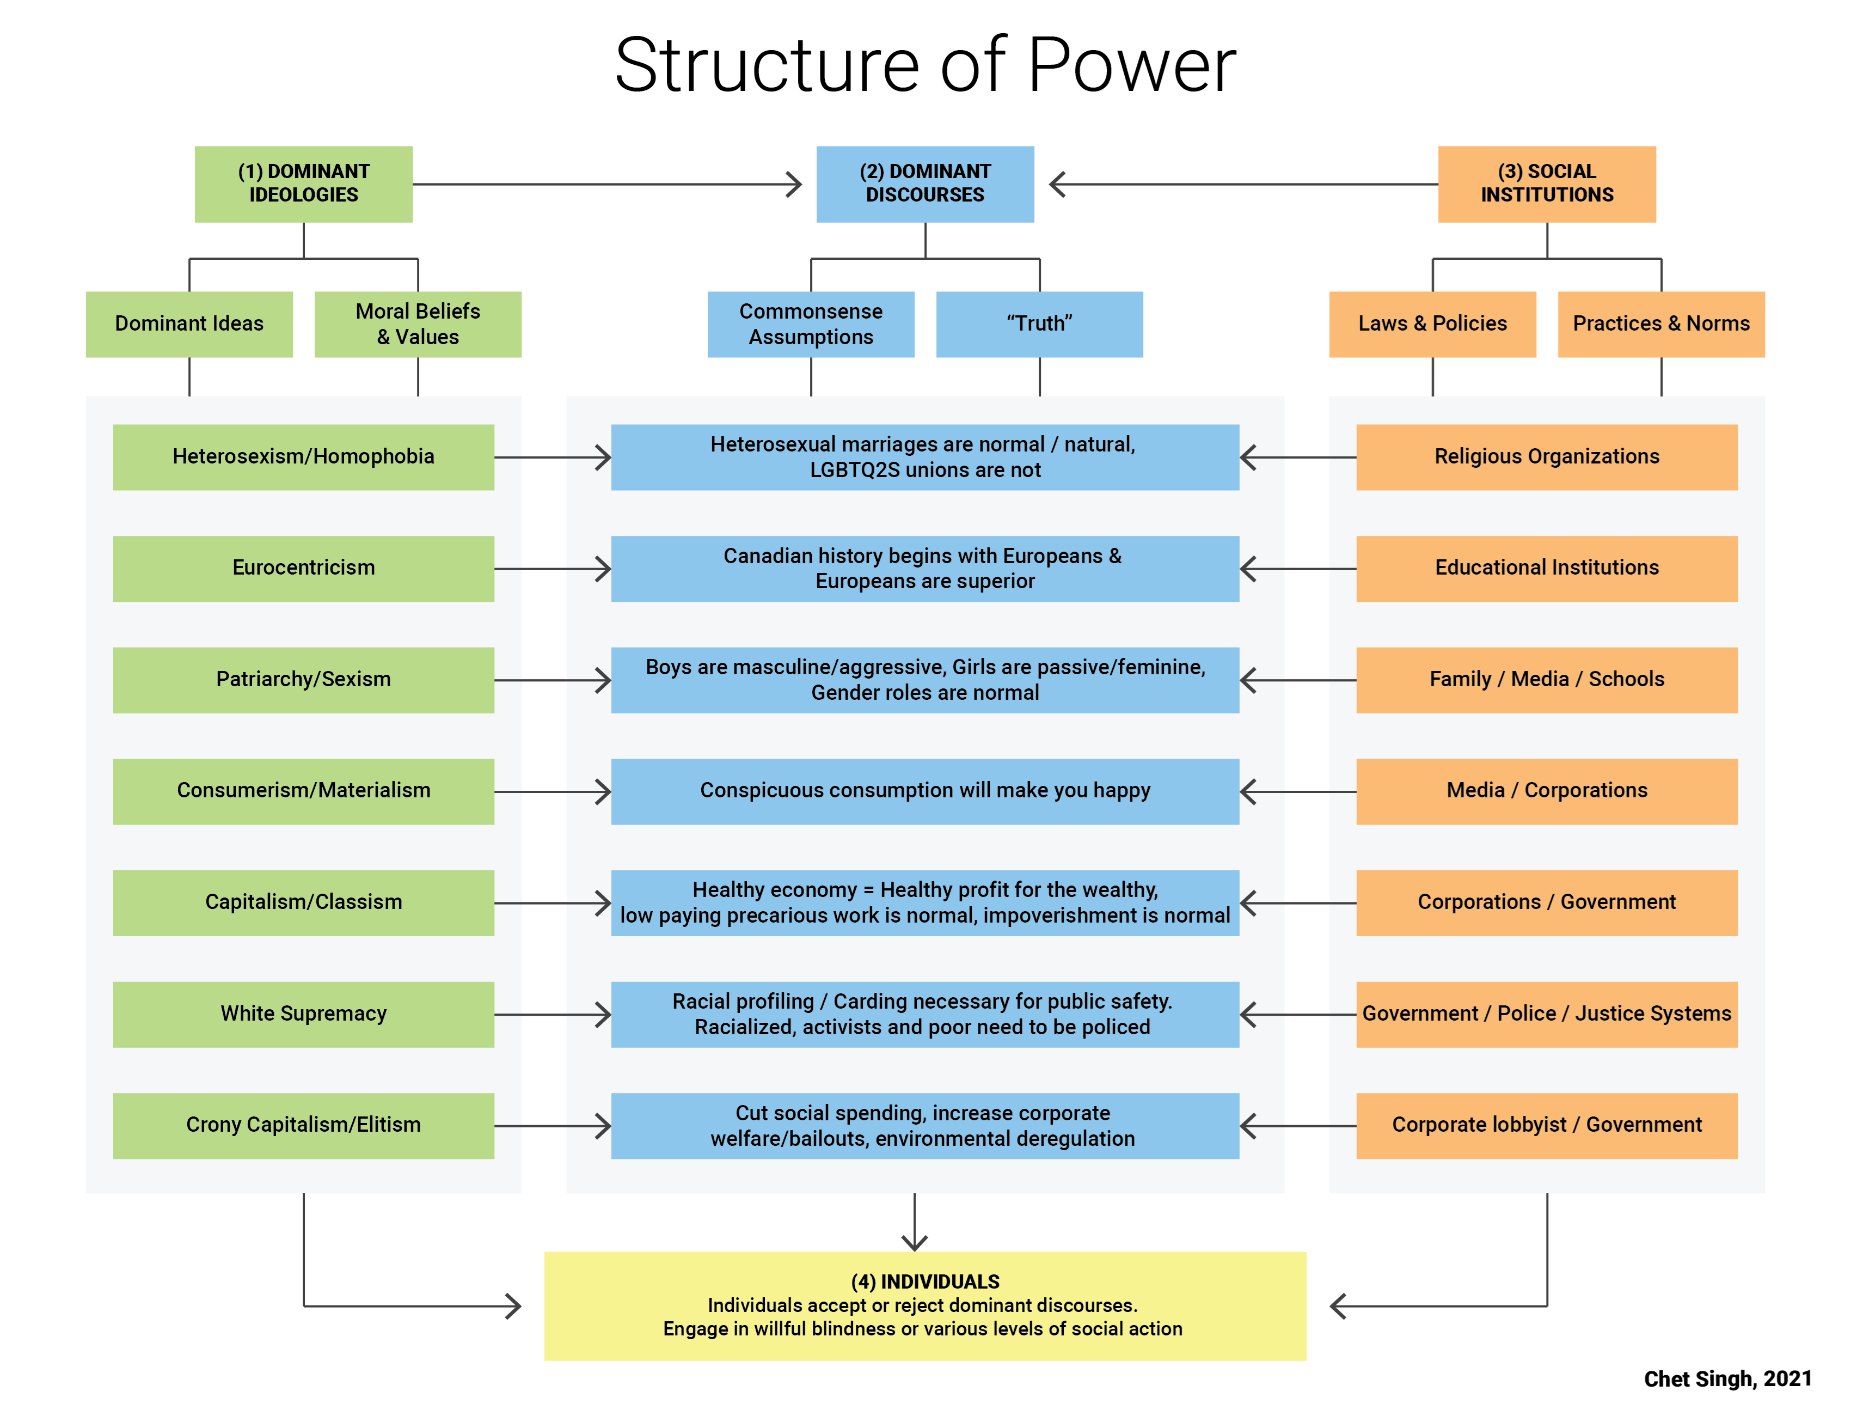 Structure of Power
(1) DOMINANT
IDEOLOGIES
(2) DOMINANT
DISCOURSES
(3) SOCIAL
INSTITUTIONS
Dominant Ideas
Moral Beliefs
& Values
Commonsense
Assumptions
“Truth”
Laws & Policies
Practices & Norms
Heterosexism/Homophobia
Heterosexual marriages are normal / natural,
LGBTQ2S unions are not
Religious Organizations
Eurocentricism
Canadian history begins with Europeans &
Europeans are superior
Educational Institutions
Patriarchy/Sexism
Boys are masculine/aggressive, Girls are passive/feminine,
Gender roles are normal
Family / Media / Schools
Consumerism/Materialism
Conspicuous consumption will make you happy
Media / Corporations
Capitalism/Classism
Healthy economy = Healthy profit for the wealthy,
low paying precarious work is normal, impoverishment is normal
Corporations / Government
White Supremacy
Racial profiling / Carding necessary for public safety.
Racialized, activists and poor need to be policed
Government / Police / Justice Systems
Crony Capitalism/Elitism
Cut social spending, increase corporate
welfare/bailouts, environmental deregulation
Corporate lobbyist / Government
(4) INDIVIDUALS
Individuals accept or reject dominant discourses.
Engage in willful blindness or various levels of social action
Chet Singh, 2021